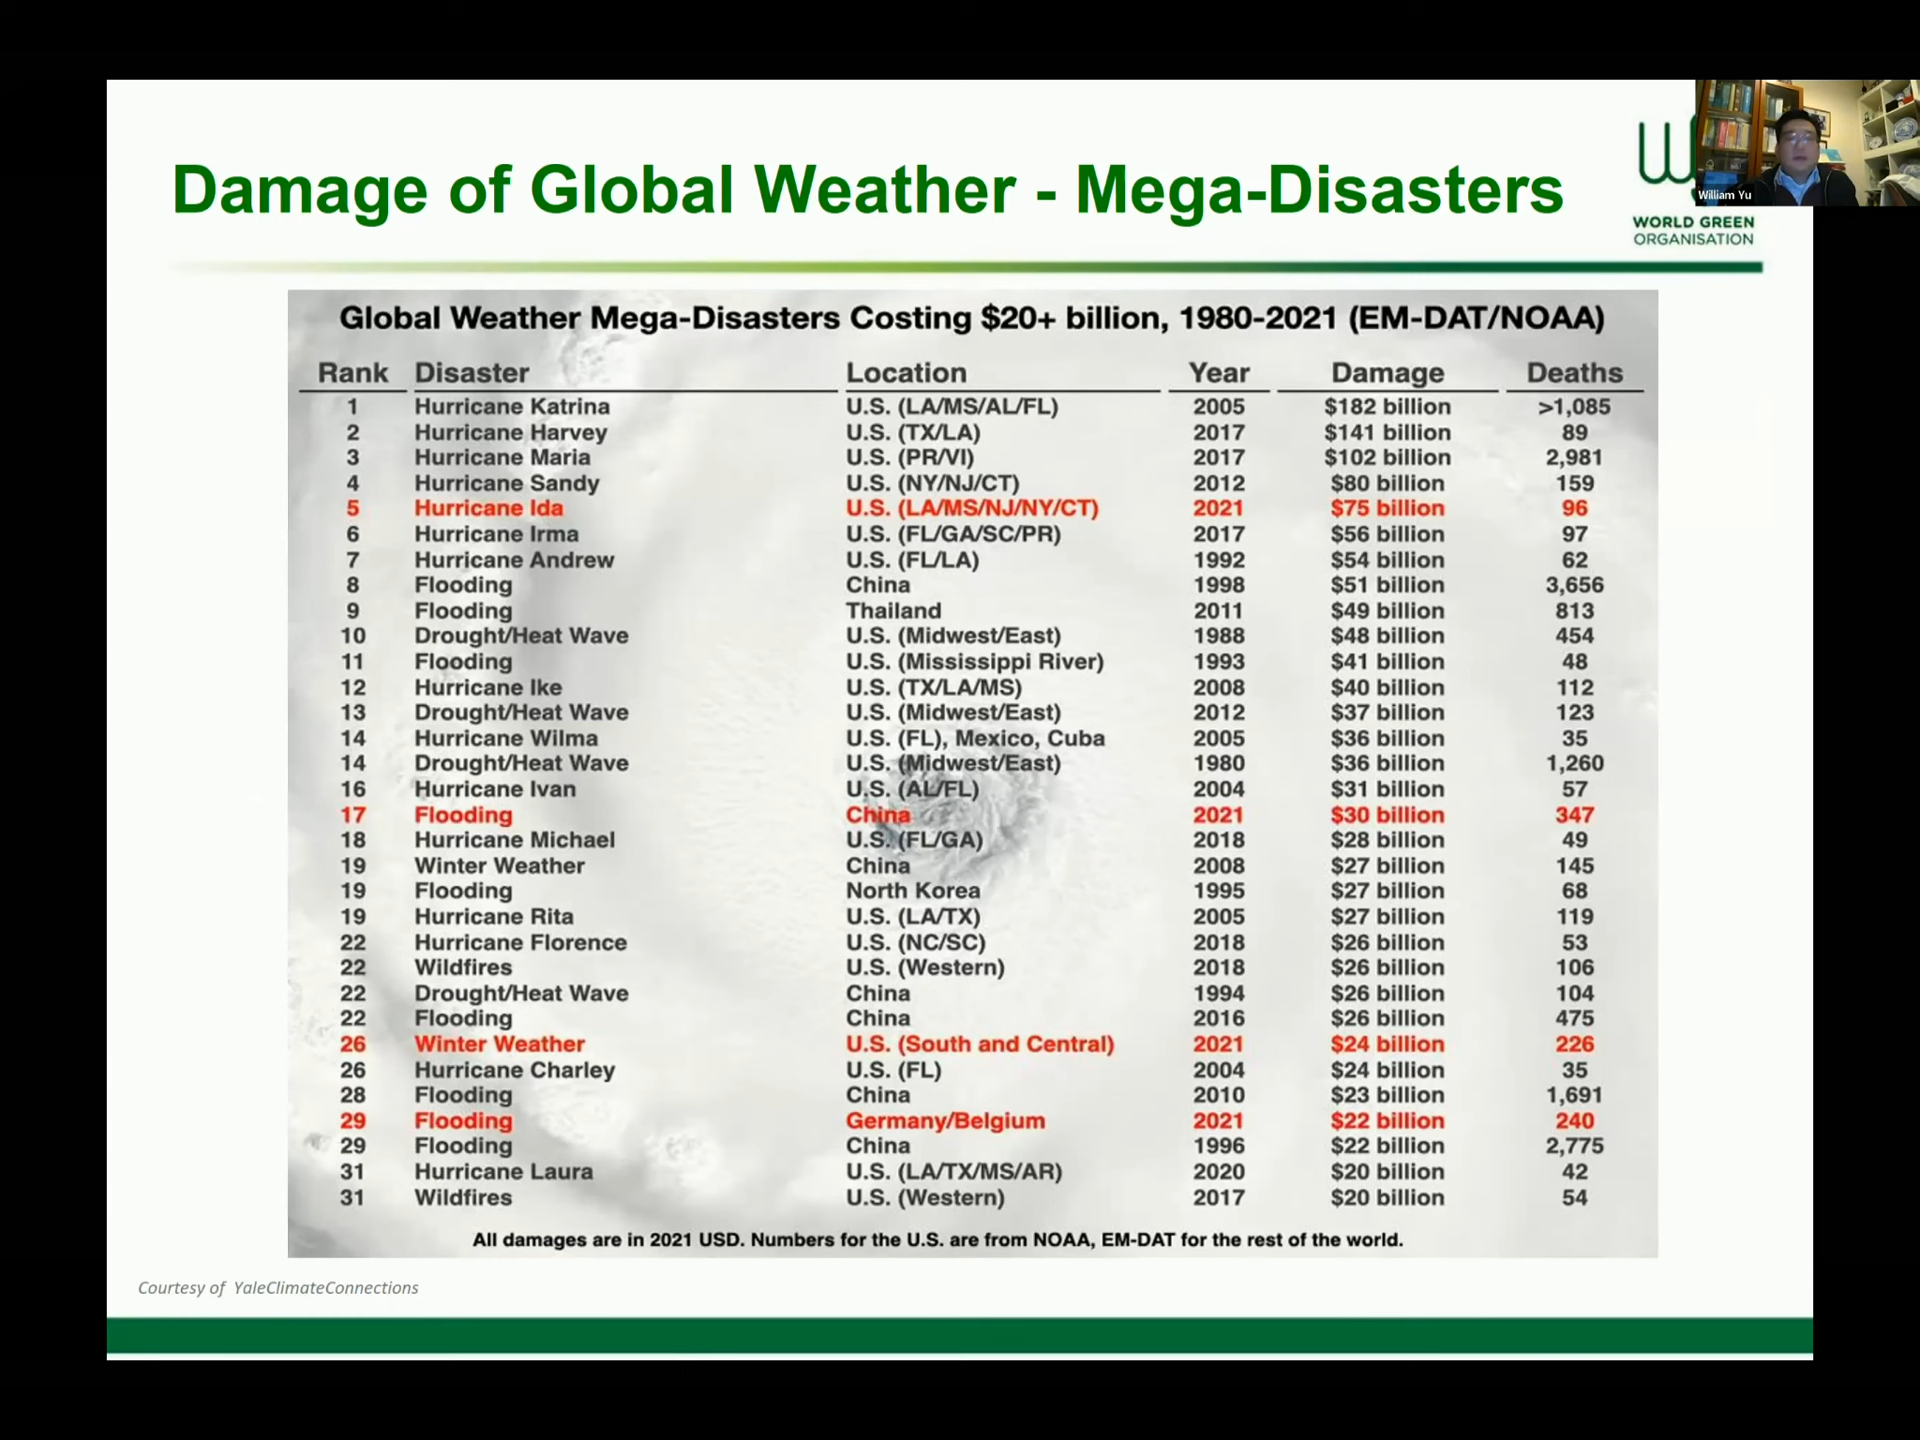 Damage of Global Weather - Mega-Disasters
William Yu
WORLD GREEN
ORGANISATION
Global Weather Mega-Disasters Costing $20+ billion, 1980-2021 (EM-DAT/NOAA)
Rank Disaster Location Year Damage Deaths
1 Hurricane Katrina U.S. (LA/MS/AL/FL) 2005 $182 billion >1,085
2 Hurricane Harvey U.S. (TX/LA) 2017 $141 billion 89
3 Hurricane Maria U.S. (PR/VI) 2017 $102 billion 2,981
4 Hurricane Sandy U.S. (NY/NJ/CT) 2012 $80 billion 159
5 Hurricane Ida U.S. (LA/MS/NJ/NY/CT) 2021 $75 billion 96
6 Hurricane Irma U.S. (FL/GA/SC/PR) 2017 $56 billion 97
7 Hurricane Andrew U.S. (FL/LA) 1992 $54 billion 62
8 Flooding China 1998 $51 billion 3,656
9 Flooding Thailand 2011 $49 billion 813
10 Drought/Heat Wave U.S. (Midwest/East) 1988 $48 billion 454
11 Flooding U.S. (Mississippi River) 1993 $41 billion 48
12 Hurricane Ike U.S. (TX/LA/MS) 2008 $40 billion 112
13 Drought/Heat Wave U.S. (Midwest/East) 2012 $37 billion 123
14 Hurricane Wilma U.S. (FL), Mexico, Cuba 2005 $36 billion 35
14 Drought/Heat Wave U.S. (Midwest/East) 1980 $36 billion 1,260
16 Hurricane Ivan U.S. (AL/FL) 2004 $31 billion 57
17 Flooding China 2021 $30 billion 347
18 Hurricane Michael U.S. (FL/GA) 2018 $28 billion 49
19 Winter Weather China 2008 $27 billion 145
19 Flooding North Korea 1995 $27 billion 68
19 Hurricane Rita U.S. (LA/TX) 2005 $27 billion 119
22 Hurricane Florence U.S. (NC/SC) 2018 $26 billion 53
22 Wildfires U.S. (Western) 2018 $26 billion 106
22 Drought/Heat Wave China 1994 $26 billion 104
22 Flooding China 2016 $26 billion 475
26 Winter Weather U.S. (South and Central) 2021 $24 billion 226
26 Hurricane Charley U.S. (FL) 2004 $24 billion 35
28 Flooding China 2010 $23 billion 1,691
29 Flooding Germany/Belgium 2021 $22 billion 240
29 Flooding China 1996 $22 billion 2,775
31 Hurricane Laura U.S. (LA/TX/MS/AR) 2020 $20 billion 42
31 Wildfires U.S. (Western) 2017 $20 billion 54
All damages are in 2021 USD. Numbers for the U.S. are from NOAA, EM-DAT for the rest of the world.
Courtesy of YaleClimateConnections